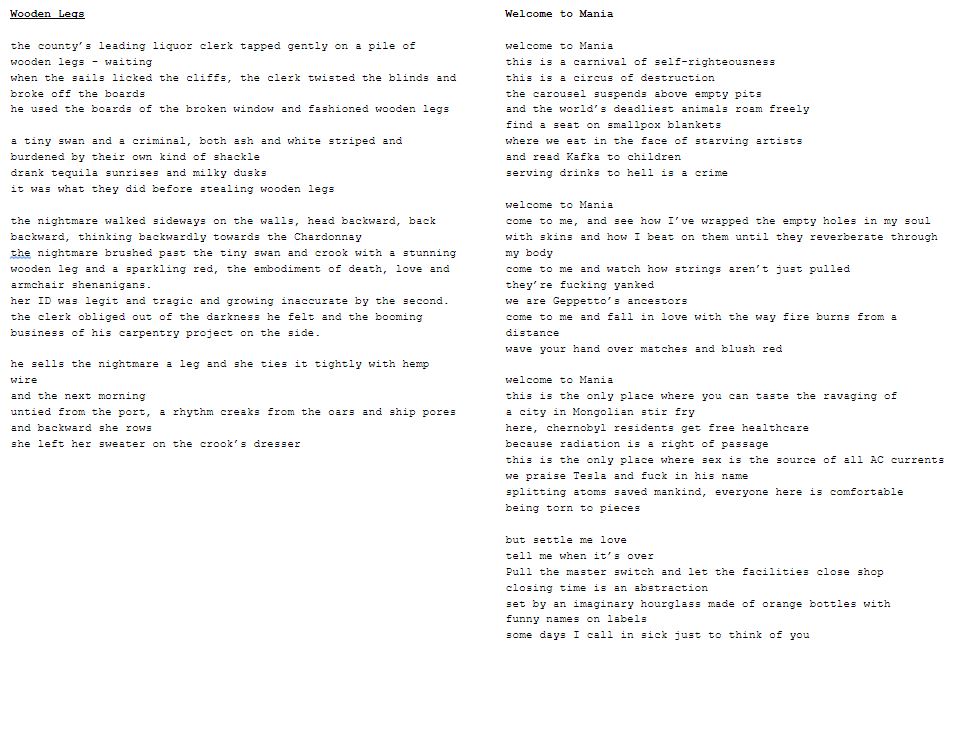 Wooden Legs
the county's leading liquor clerk tapped gently on a pile of
wooden legs – waiting
when the sails licked the cliffs, the clerk twisted the blinds and
broke off the boards
he used the boards of the broken window and fashioned wooden legs
a tiny swan and a criminal, both ash and white striped and
burdened by their own kind of shackle
drank tequila sunrises and milky dusks
it was what they did before stealing wooden legs
the nightmare walked sideways on the walls, head backward, back
backward, thinking backwardly towards the Chardonnay
the nightmare brushed past the tiny swan and crook with a stunning
wooden leg and a sparkling red, the embodiment of death, love and
armchair shenanigans.
her ID was legit and tragic and growing inaccurate by the second.
the clerk obliged out of the darkness he felt and the booming
business of his carpentry project on the side.
he sells the nightmare a leg and she ties it tightly with hemp
wire
and the next morning
untied from the port, a rhythm creaks from the oars and ship pores
and backward she rows
she left her sweater on the crook's dresser
Welcome to Mania
welcome to Mania
this is a carnival of self-righteousness
this is a circus of destruction
the carousel suspends above empty pits
and the world's deadliest animals roam freely
find a seat on smallpox blankets
where we eat in the face of starving artists
and read Kafka to children
serving drinks to hell is a crime
welcome to Mania
come to me, and see how I've wrapped the empty holes in my soul
with skins and how I beat on them until they reverberate through
my body
come to me and watch how strings aren't just pulled
they're fucking yanked
we are Geppetto's ancestors
come to me and fall in love with the way fire burns from a
distance
wave your hand over matches and blush red
welcome to Mania
this is the only place where you can taste the ravaging of
a city in Mongolian stir fry
here, chernobyl residents get free healthcare
because radiation is a right of passage
this is the only place where sex is the source of all AC currents
we praise Tesla and fuck in his name
splitting atoms saved mankind, everyone here is comfortable
being torn to pieces
but settle me love
tell me when it's over
Pull the master switch and let the facilities close shop
closing time is an abstraction
set by an imaginary hourglass made of orange bottles with
funny names on labels
some days I call in sick just to think of you